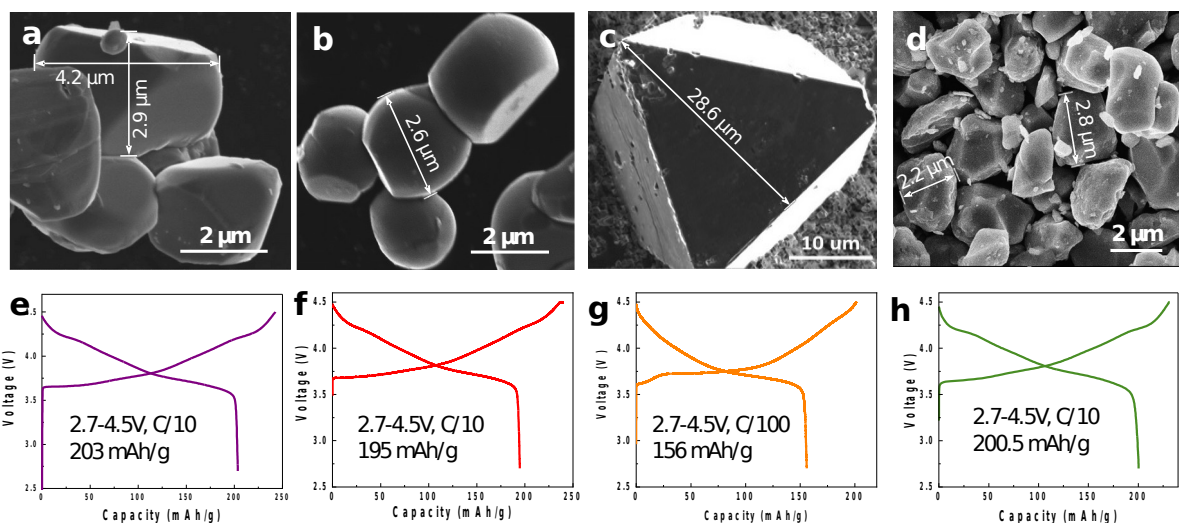 a
4.2 µm
2.9 µm
2 µm
b
2.6 µm
2 µm
c
28.6 µm
10 um
d
2.8 µm
2.2 µm
2 µm
e
4.5
4.0
3.5
3.0
2.5
Voltage (V)
2.7-4.5V, C/10
203 mAh/g
0 50 100 150 200 250
Capacity (mAh/g)
f
4.5
4.0
3.5
3.0
2.5
Voltage (V)
2.7-4.5V, C/10
195 mAh/g
0 50 100 150 200 250
Capacity (mAh/g)
g
4.5
4.0
3.5
3.0
2.5
Voltage (V)
2.7-4.5V, C/100
156 mAh/g
0 50 100 150 200
Capacity (mAh/g)
h
4.5
4.0
3.5
3.0
2.5
Voltage (V)
2.7-4.5V, C/10
200.5 mAh/g
0 50 100 150 200
Capacity (mAh/g)